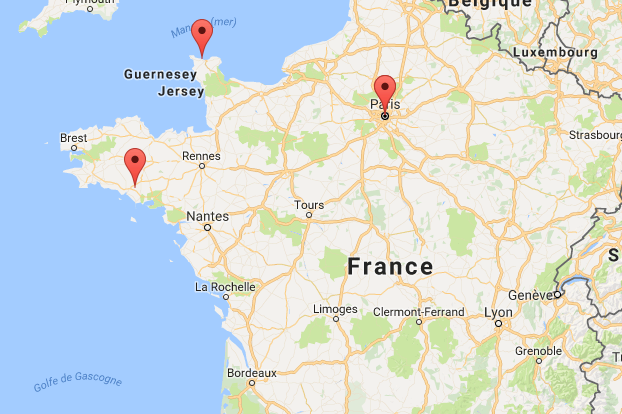 Plymouth
Belgique
Manche (mer)
Luxembourg
Guernesey
Jersey
Paris
Strasbourg
Brest
Rennes
Tours
Nantes
France
S
La Rochelle
Genève
Limoges
Clermont-Ferrand
Lyon
Grenoble
Tu
Golfe de Gascogne
Bordeaux